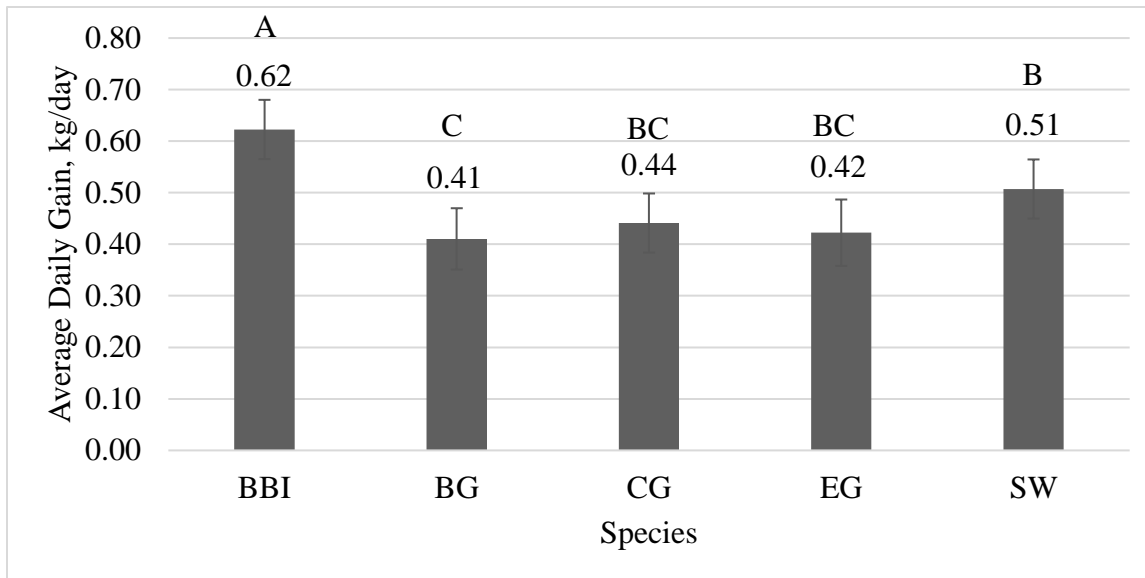 Average Daily Gain, kg/day
0.80
0.70
0.60
0.50
0.40
0.30
0.20
0.10
0.00
A
0.62
C
0.41
BC
0.44
BC
0.42
B
0.51
BBI BG CG EG SW
Species